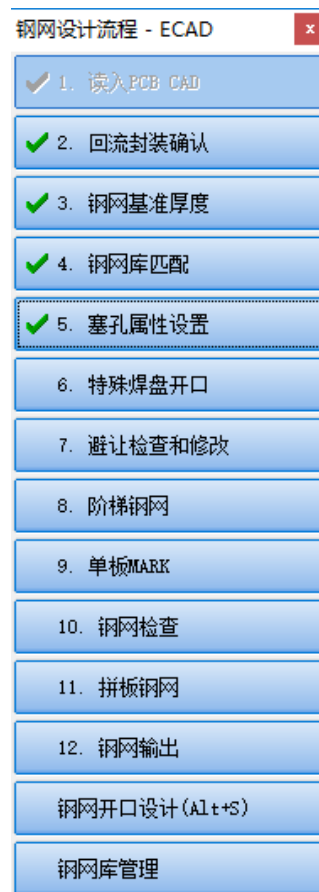 钢网设计流程 - ECAD
x
1. 读入PCB CAD
2. 回流封装确认
3. 钢网基准厚度
4. 钢网库匹配
5. 塞孔属性设置
6. 特殊焊盘开口
7. 避让检查和修改
8. 阶梯钢网
9. 单板MARK
10. 钢网检查
11. 拼板钢网
12. 钢网输出
钢网开口设计(Alt+S)
钢网库管理